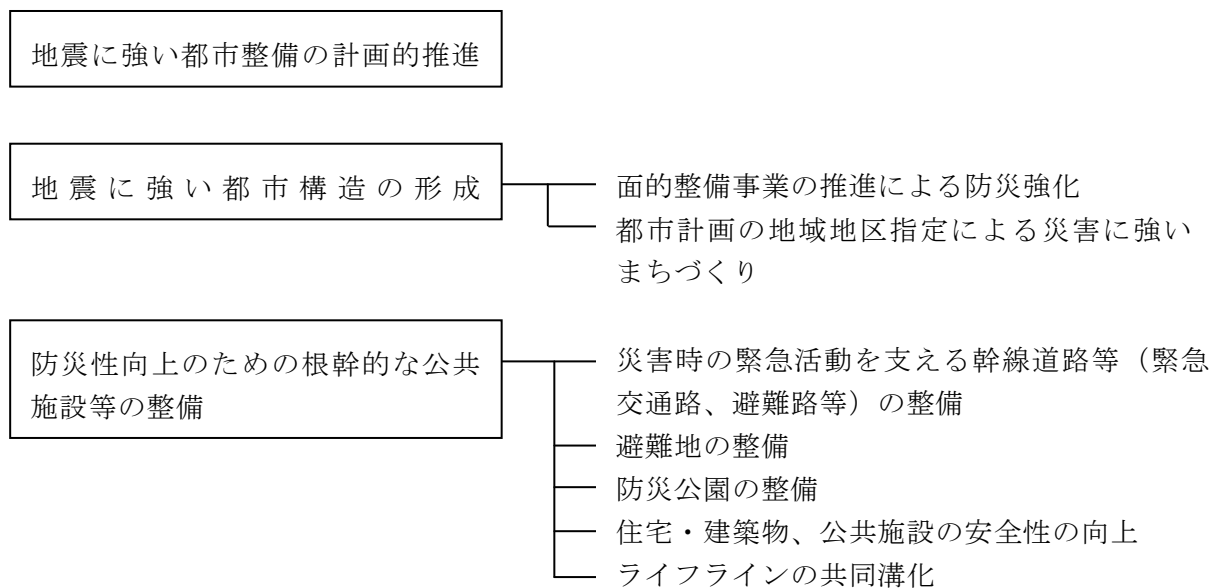 地震に強い都市整備の計画的推進
地震に強い都市構造の形成
面的整備事業の推進による防災強化
都市計画の地域地区指定による災害に強い
まちづくり
防災性向上のための根幹的な公共
施設等の整備
災害時の緊急活動を支える幹線道路等（緊急
交通路、避難路等）の整備
避難地の整備
防災公園の整備
住宅・建築物、公共施設の安全性の向上
ライフラインの共同溝化